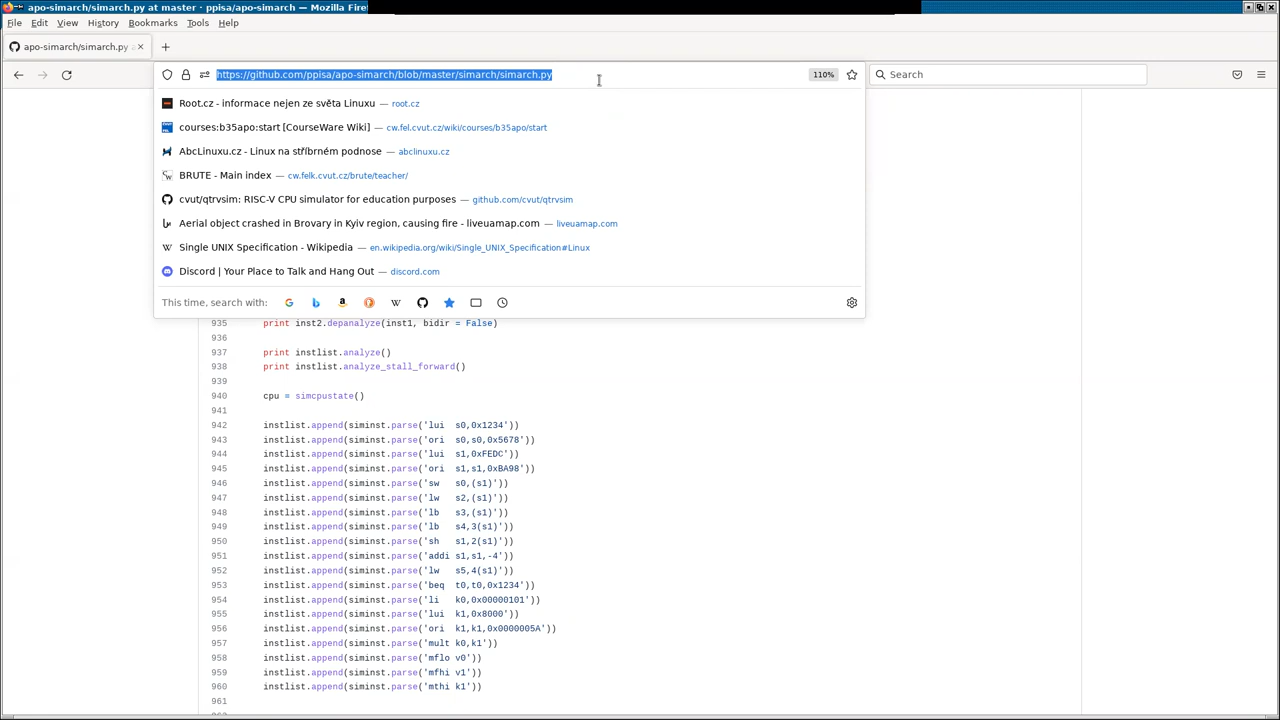 apo-simarch/simarch.py at master · ppisa/apo-simarch — Mozilla Firef
File Edit View History Bookmarks Tools Help
apo-simarch/simarch.py a
https://github.com/ppisa/apo-simarch/blob/master/simarch/simarch.py 110% Search
Root.cz - informace nejen ze světa Linuxu — root.cz
courses:b35apo:start [CourseWare Wiki] — cw.fel.cvut.cz/wiki/courses/b35apo/start
AbcLinuxu.cz - Linux na stříbrném podnose — abclinuxu.cz
BRUTE - Main index — cw.felk.cvut.cz/brute/teacher/
cvut/qtrvsim: RISC-V CPU simulator for education purposes — github.com/cvut/qtrvsim
Aerial object crashed in Brovary in Kyiv region, causing fire - liveuamap.com — liveuamap.com
Single UNIX Specification - Wikipedia — en.wikipedia.org/wiki/Single_UNIX_Specification#Linux
Discord | Your Place to Talk and Hang Out — discord.com
This time, search with:
935 print inst2.depanalyze(inst1, bidir = False)
936
937 print instlist.analyze()
938 print instlist.analyze_stall_forward()
939
940 cpu = simcpustate()
941
942 instlist.append(siminst.parse('lui s0,0x1234'))
943 instlist.append(siminst.parse('ori s0,s0,0x5678'))
944 instlist.append(siminst.parse('lui s1,0xFEDC'))
945 instlist.append(siminst.parse('ori s1,s1,0xBA98'))
946 instlist.append(siminst.parse('sw s0,(s1)'))
947 instlist.append(siminst.parse('lw s2,(s1)'))
948 instlist.append(siminst.parse('lb s3,(s1)'))
949 instlist.append(siminst.parse('lb s4,3(s1)'))
950 instlist.append(siminst.parse('sh s1,2(s1)'))
951 instlist.append(siminst.parse('addi s1,s1,-4'))
952 instlist.append(siminst.parse('lw s5,4(s1)'))
953 instlist.append(siminst.parse('beq t0,t0,0x1234'))
954 instlist.append(siminst.parse('li k0,0x00000101'))
955 instlist.append(siminst.parse('lui k1,0x8000'))
956 instlist.append(siminst.parse('ori k1,k1,0x0000005A'))
957 instlist.append(siminst.parse('mult k0,k1'))
958 instlist.append(siminst.parse('mflo v0'))
959 instlist.append(siminst.parse('mfhi v1'))
960 instlist.append(siminst.parse('mthi k1'))
961